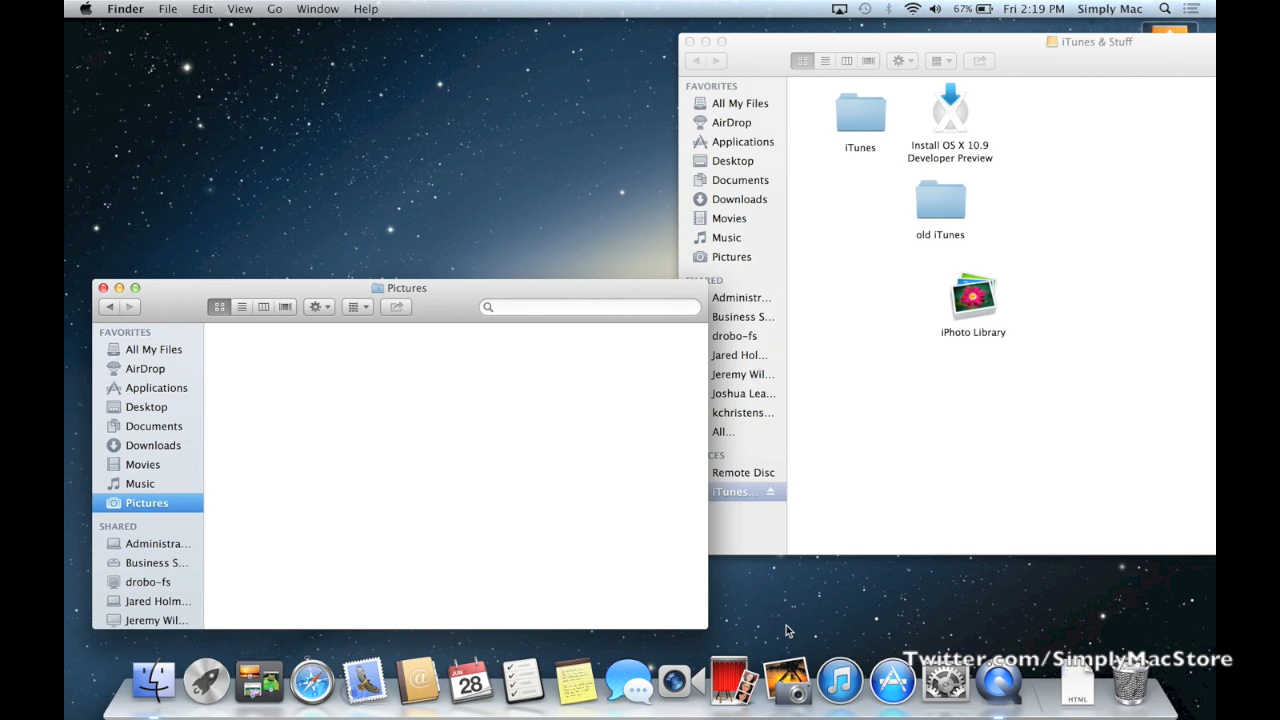 Finder File Edit View Go Window Help 67% Fri 2:19 PM Simply Mac
iTunes & Stuff
FAVORITES
All My Files
AirDrop
Applications
Desktop
Documents
Downloads
Movies
Music
Pictures
ARED
Administr...
Business S...
drobo-fs
Jared Hol...
Jeremy Wil...
Joshua Lea...
kchristens...
All...
CES
Remote Disc
iTunes...
iTunes
Install OS X 10.9
Developer Preview
old iTunes
iPhoto Library
Pictures
FAVORITES
All My Files
AirDrop
Applications
Desktop
Documents
Downloads
Movies
Music
Pictures
SHARED
Administra...
Business S...
drobo-fs
Jared Holm...
Jeremy Wil...
Twitter.com/SimplyMacStore
JUN
28
HTML